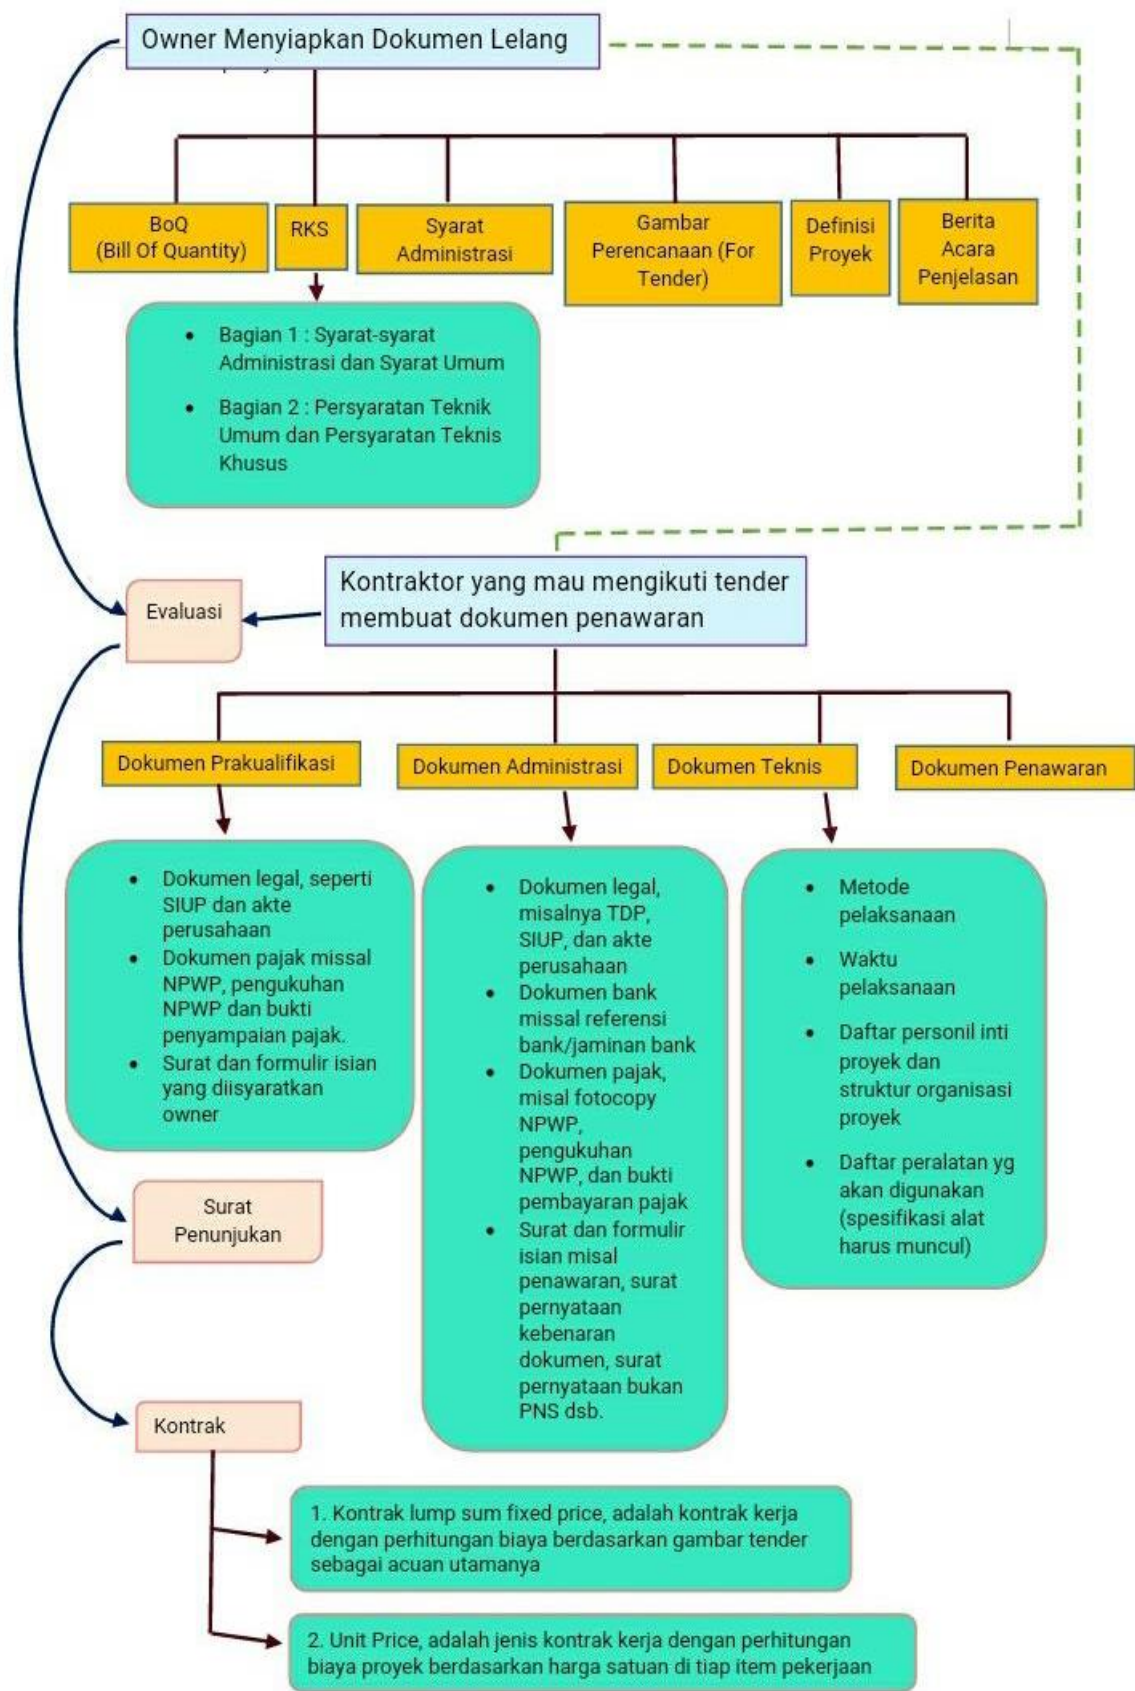 Owner Menyiapkan Dokumen Lelang
BoQ
(Bill Of Quantity)
RKS
Syarat
Administrasi
Gambar
Perencanaan (For
Tender)
Definisi
Proyek
Berita
Acara
Penjelasan
• Bagian 1 : Syarat-syarat
Administrasi dan Syarat Umum
• Bagian 2 : Persyaratan Teknik
Umum dan Persyaratan Teknis
Khusus
Evaluasi
Kontraktor yang mau mengikuti tender
membuat dokumen penawaran
Dokumen Prakualifikasi
Dokumen Administrasi
Dokumen Teknis
Dokumen Penawaran
• Dokumen legal, seperti
SIUP dan akte
perusahaan
• Dokumen pajak missal
NPWP, pengukuhan
NPWP dan bukti
penyampaian pajak.
• Surat dan formulir isian
yang diisyaratkan
owner
• Dokumen legal,
misalnya TDP,
SIUP, dan akte
perusahaan
• Dokumen bank
missal referensi
bank/jaminan bank
• Dokumen pajak,
misal fotocopy
NPWP,
pengukuhan
NPWP, dan bukti
pembayaran pajak
• Surat dan formulir
isian misal
penawaran, surat
pernyataan
kebenaran
dokumen, surat
pernyataan bukan
PNS dsb.
• Metode
pelaksanaan
• Waktu
pelaksanaan
• Daftar personil inti
proyek dan
struktur organisasi
proyek
• Daftar peralatan yg
akan digunakan
(spesifikasi alat
harus muncul)
Surat
Penunjukan
Kontrak
1. Kontrak lump sum fixed price, adalah kontrak kerja
dengan perhitungan biaya berdasarkan gambar tender
sebagai acuan utamanya
2. Unit Price, adalah jenis kontrak kerja dengan perhitungan
biaya proyek berdasarkan harga satuan di tiap item pekerjaan